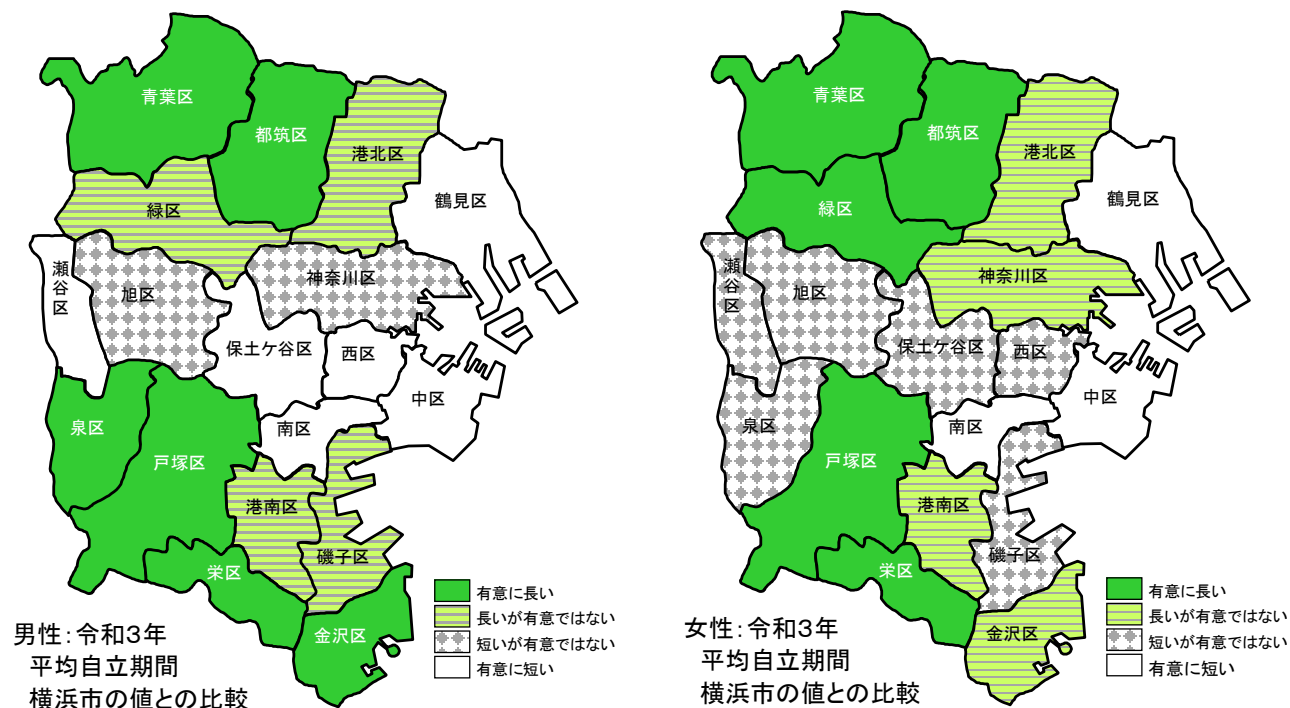 青葉区
都筑区
港北区
鶴見区
緑区
瀬谷区
旭区
神奈川区
保土ケ谷区
西区
中区
泉区
南区
戸塚区
港南区
磯子区
栄区
金沢区
有意に長い
長いが有意ではない
短いが有意ではない
有意に短い
男性：令和３年
平均自立期間
横浜市の値との比較
青葉区
都筑区
港北区
鶴見区
緑区
瀬谷区
旭区
神奈川区
保土ケ谷区
西区
中区
泉区
南区
戸塚区
港南区
磯子区
栄区
金沢区
有意に長い
長いが有意ではない
短いが有意ではない
有意に短い
女性：令和３年
平均自立期間
横浜市の値との比較